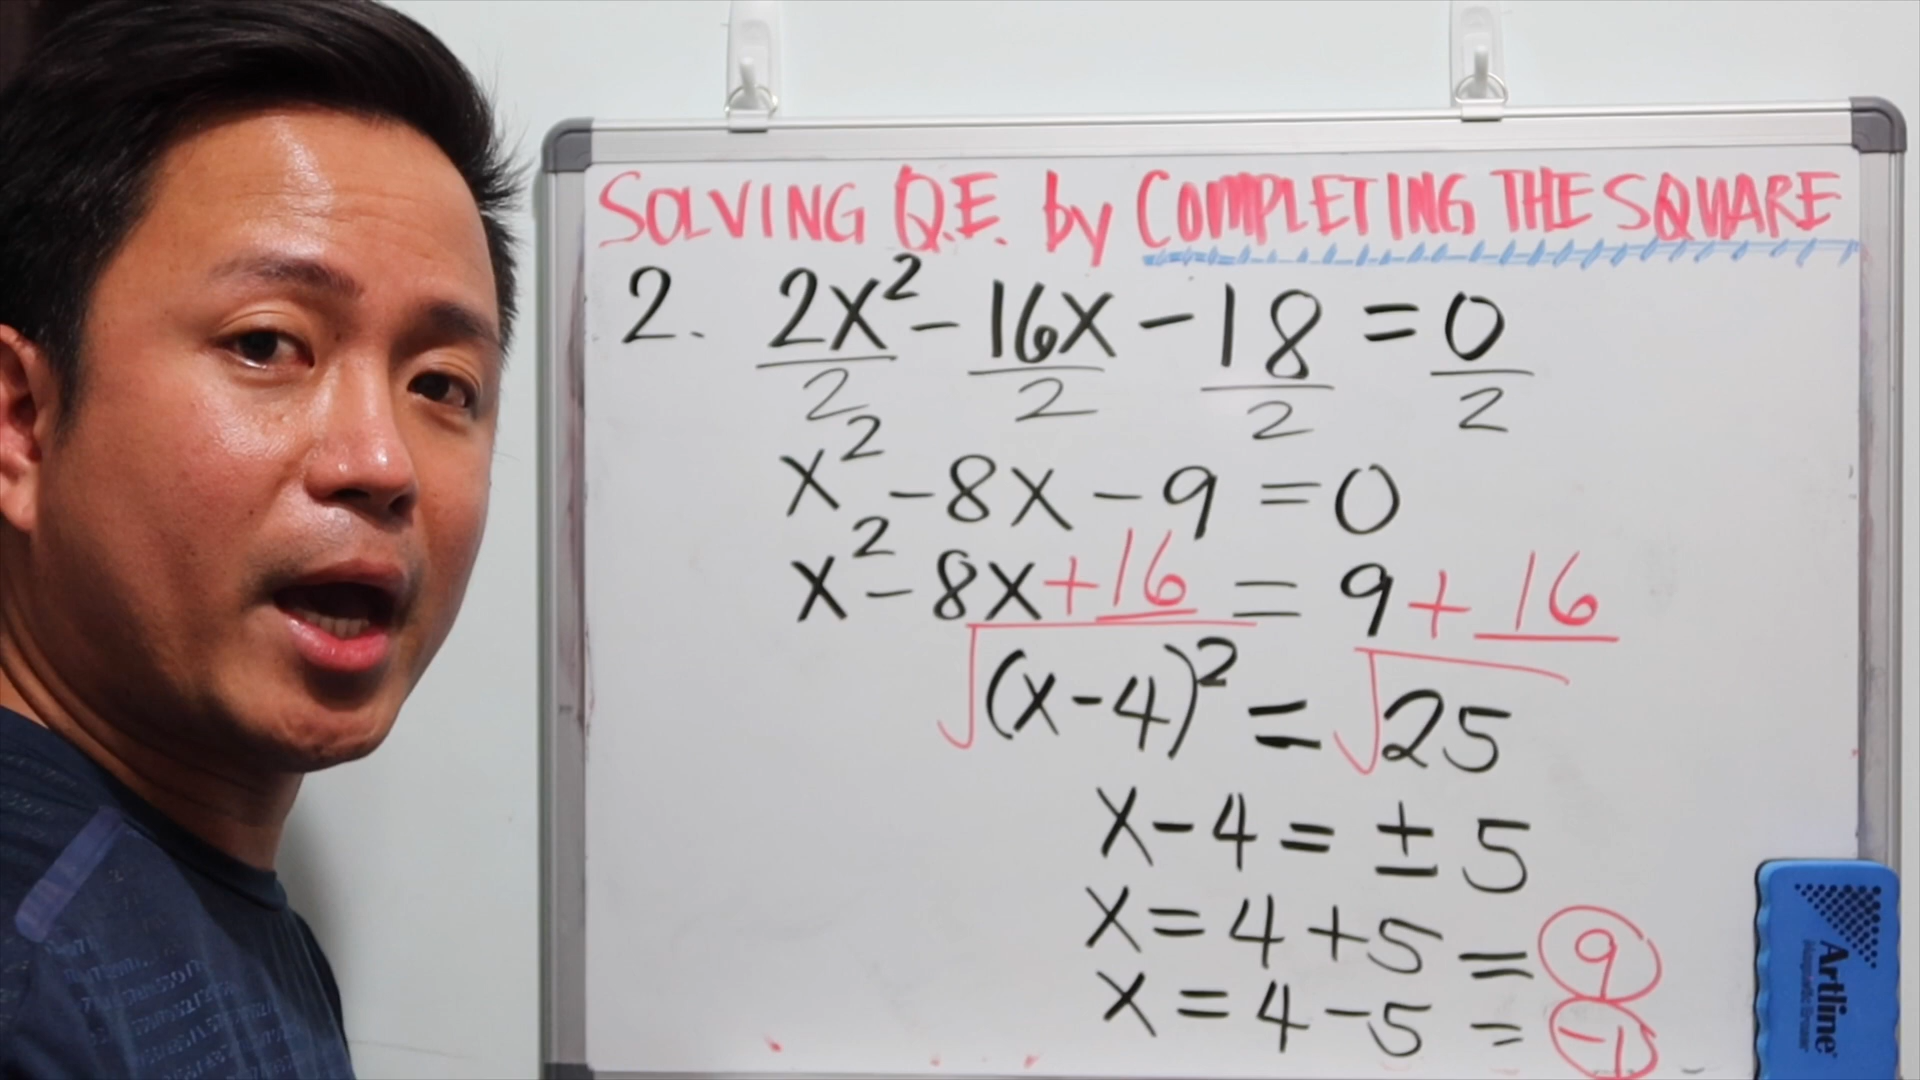 SOLVING Q.E. by COMPLETING THE SQUARE
2. 2x² - 16x - 18 = 0
2 2 2 2
x² - 8x - 9 = 0
x² - 8x + 16 = 9 + 16
√(x-4)² = √25
x - 4 = ± 5
x = 4 + 5 = 9
x = 4 - 5 = -1
Artline